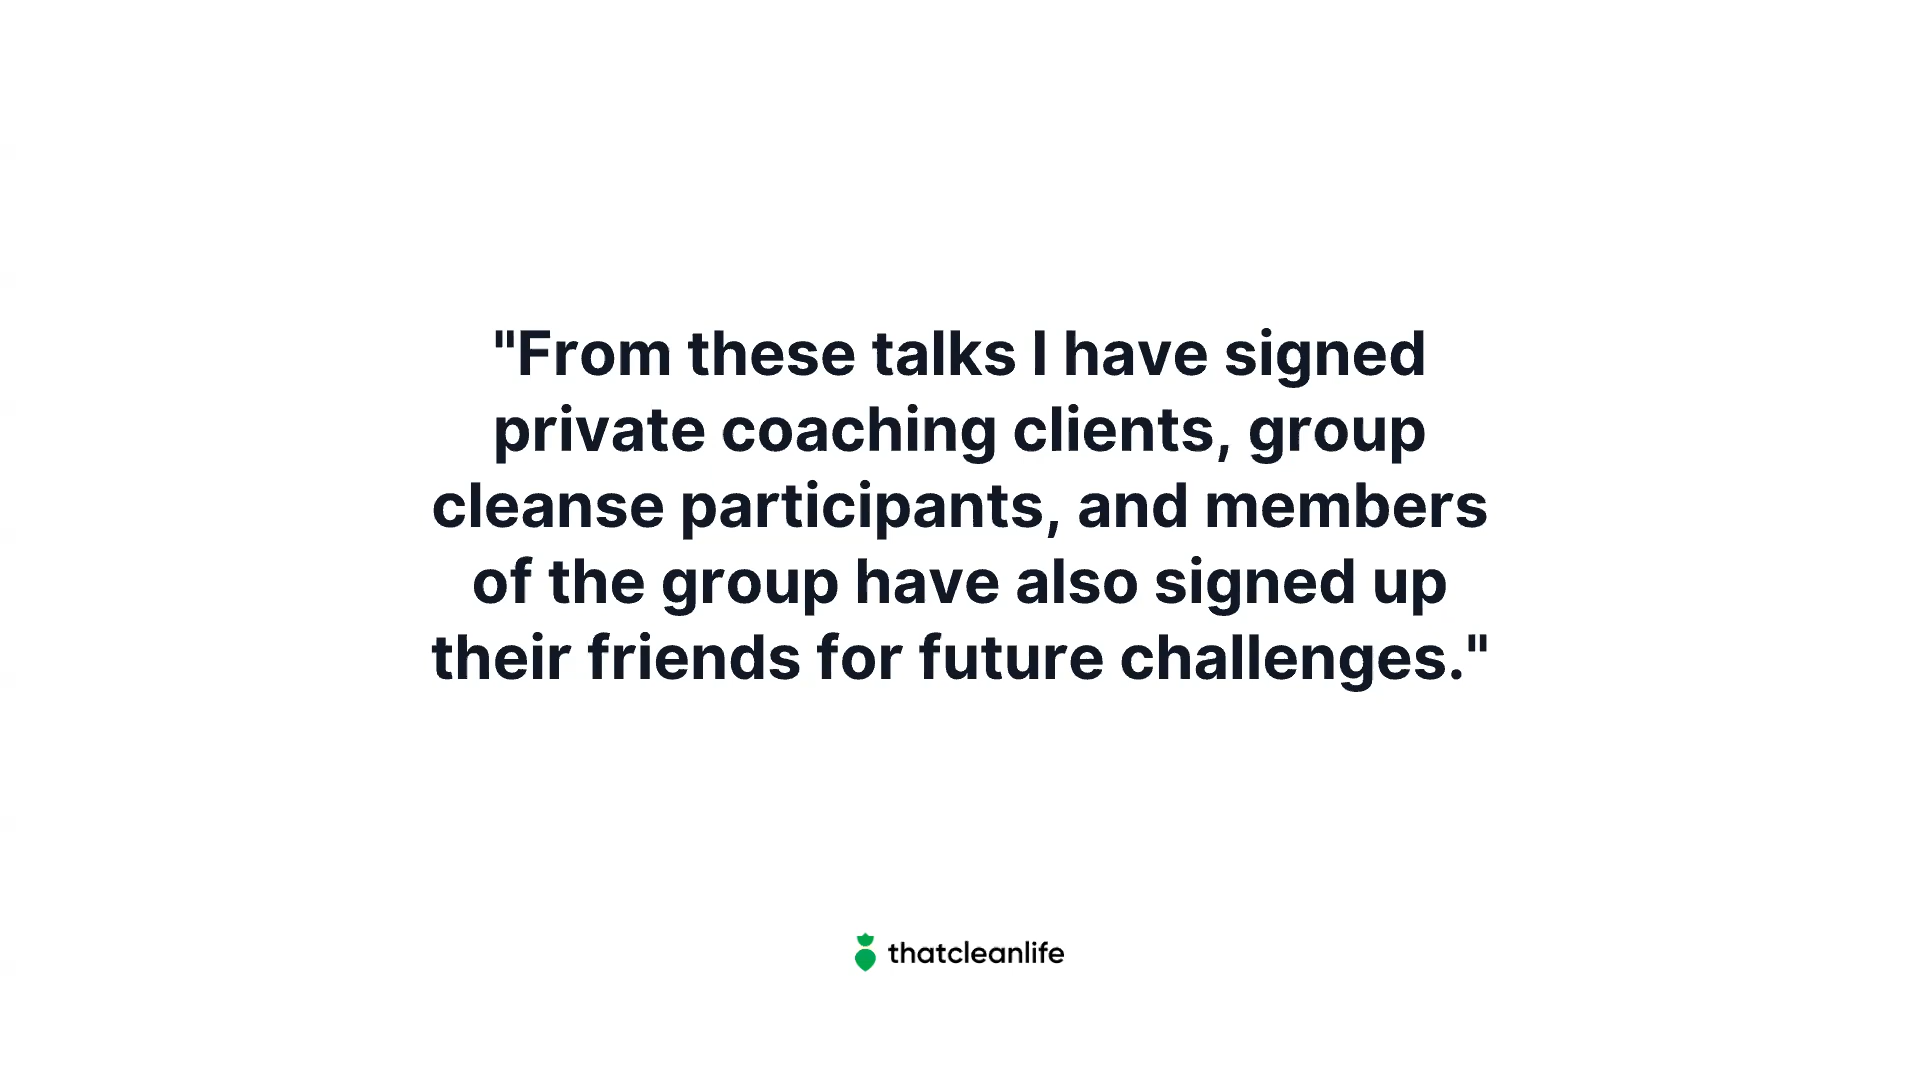 "From these talks I have signed
private coaching clients, group
cleanse participants, and members
of the group have also signed up
their friends for future challenges."
thatcleanlife